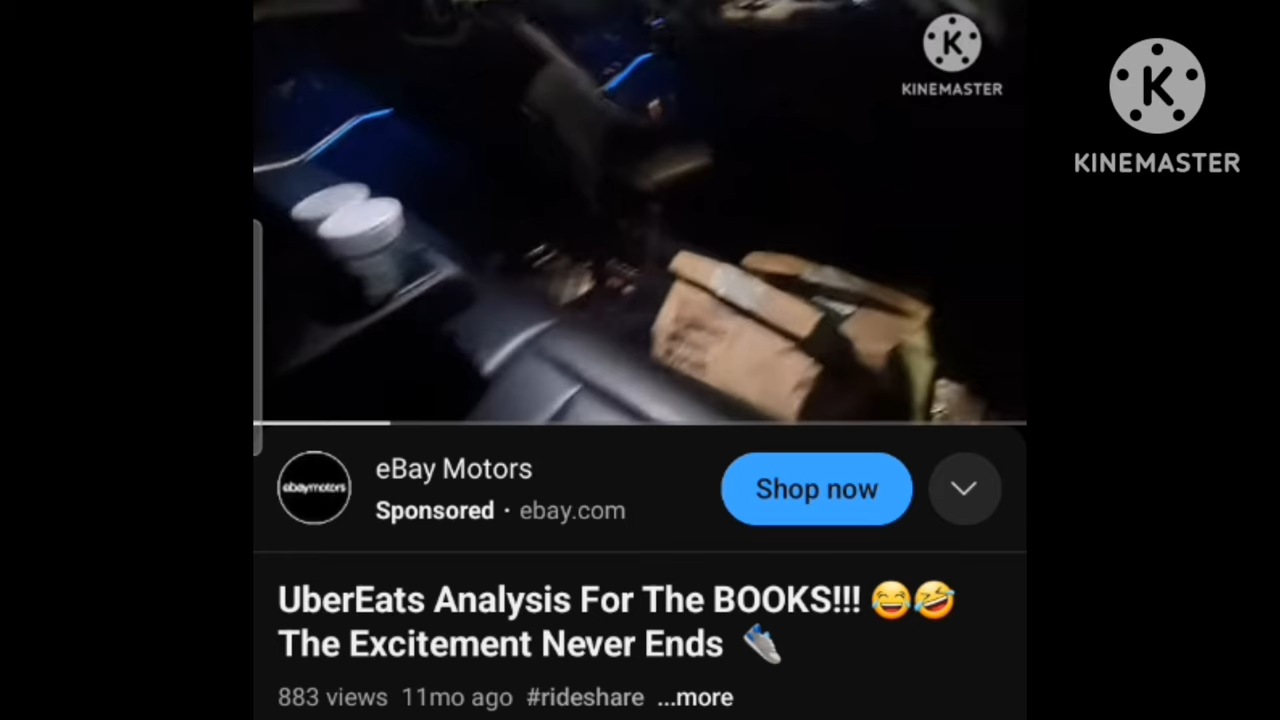 KINEMASTER
KINEMASTER
ebaymotors
eBay Motors
Sponsored · ebay.com
Shop now
UberEats Analysis For The BOOKS!!! 😂🤣
The Excitement Never Ends 👟
883 views 11mo ago #rideshare ...more